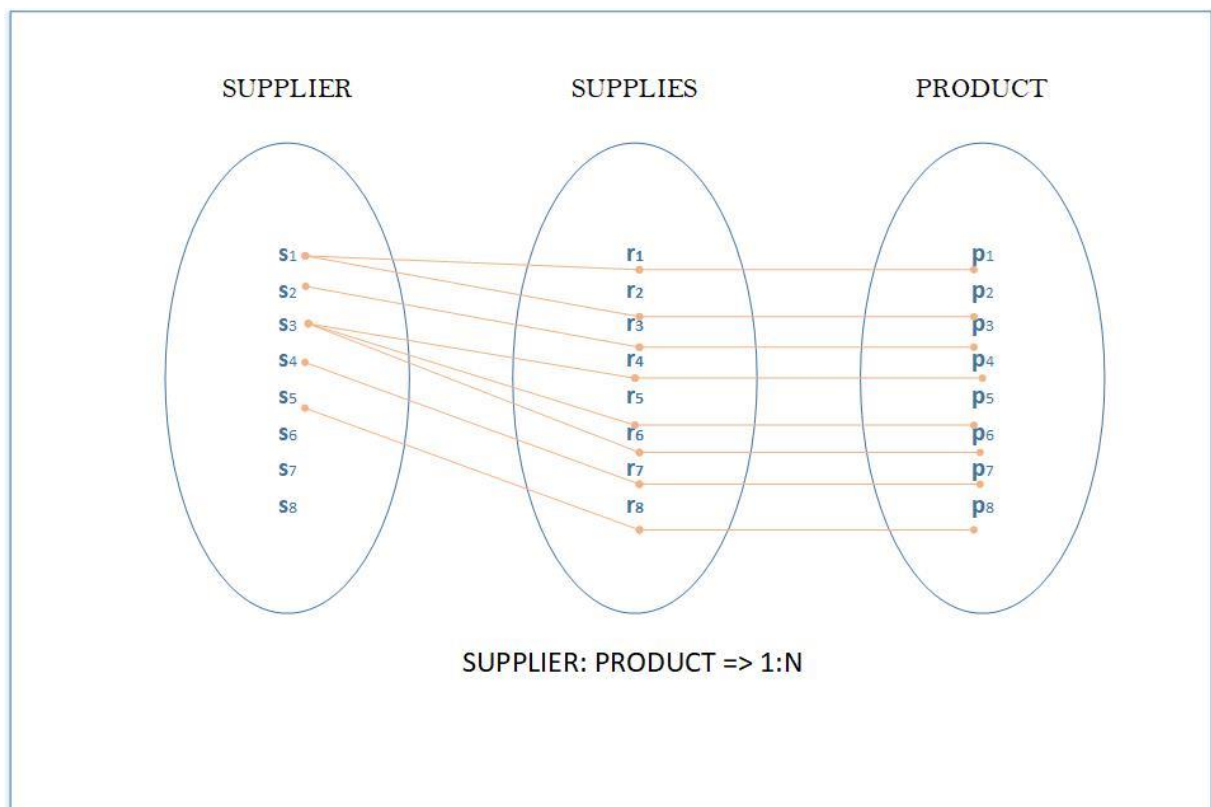 SUPPLIER SUPPLIES PRODUCT
s1 r1 p1
s2 r2 p2
s3 r3 p3
s4 r4 p4
s5 r5 p5
s6 r6 p6
s7 r7 p7
s8 r8 p8
SUPPLIER: PRODUCT => 1:N